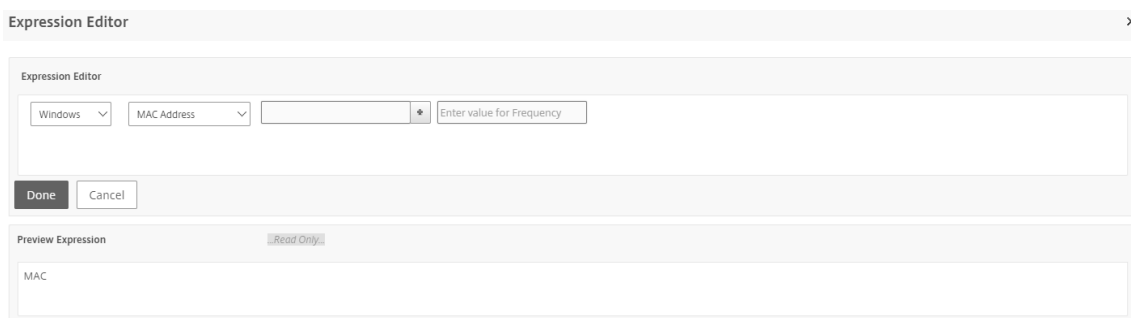 Expression Editor
Expression Editor
Windows MAC Address + Enter value for Frequency
Done Cancel
Preview Expression ...Read Only...
MAC